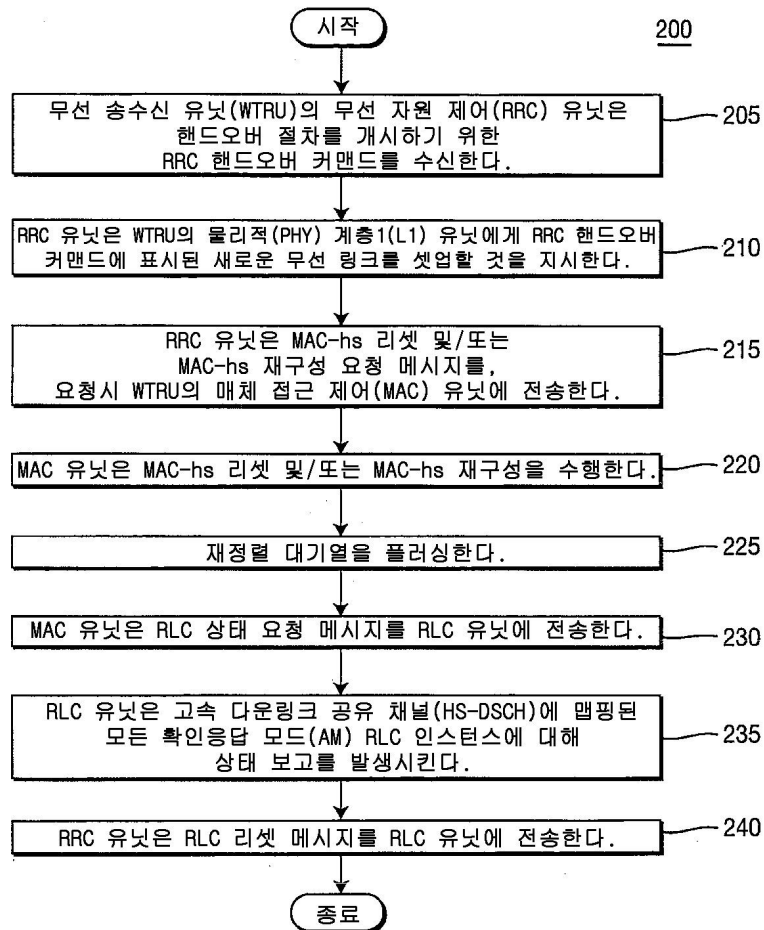 시작
200
무선 송수신 유닛(WTRU)의 무선 자원 제어(RRC) 유닛은
핸드오버 절차를 개시하기 위한
RRC 핸드오버 커맨드를 수신한다.
205
RRC 유닛은 WTRU의 물리적(PHY) 계층1(L1) 유닛에게 RRC 핸드오버
커맨드에 표시된 새로운 무선 링크를 셋업할 것을 지시한다.
210
RRC 유닛은 MAC-hs 리셋 및/또는
MAC-hs 재구성 요청 메시지를,
요청시 WTRU의 매체 접근 제어(MAC) 유닛에 전송한다.
215
MAC 유닛은 MAC-hs 리셋 및/또는 MAC-hs 재구성을 수행한다.
220
재정렬 대기열을 플러싱한다.
225
MAC 유닛은 RLC 상태 요청 메시지를 RLC 유닛에 전송한다.
230
RLC 유닛은 고속 다운링크 공유 채널(HS-DSCH)에 맵핑된
모든 확인응답 모드(AM) RLC 인스턴스에 대해
상태 보고를 발생시킨다.
235
RRC 유닛은 RLC 리셋 메시지를 RLC 유닛에 전송한다.
240
종료